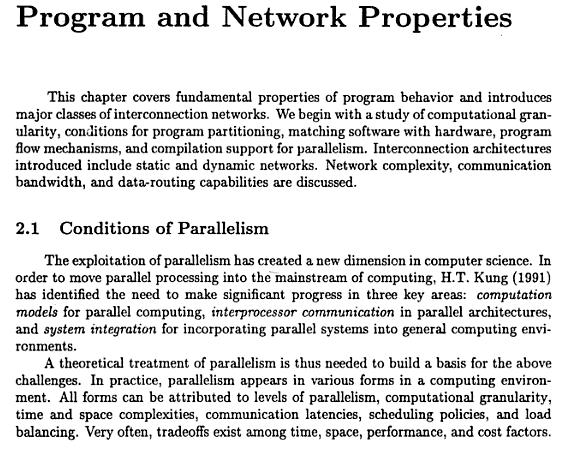 Program and Network Properties
This chapter covers fundamental properties of program behavior and introduces
major classes of interconnection networks. We begin with a study of computational gran-
ularity, conditions for program partitioning, matching software with hardware, program
flow mechanisms, and compilation support for parallelism. Interconnection architectures
introduced include static and dynamic networks. Network complexity, communication
bandwidth, and data-routing capabilities are discussed.
2.1 Conditions of Parallelism
The exploitation of parallelism has created a new dimension in computer science. In
order to move parallel processing into the mainstream of computing, H.T. Kung (1991)
has identified the need to make significant progress in three key areas: computation
models for parallel computing, interprocessor communication in parallel architectures,
and system integration for incorporating parallel systems into general computing envi-
ronments.
A theoretical treatment of parallelism is thus needed to build a basis for the above
challenges. In practice, parallelism appears in various forms in a computing environ-
ment. All forms can be attributed to levels of parallelism, computational granularity,
time and space complexities, communication latencies, scheduling policies, and load
balancing. Very often, tradeoffs exist among time, space, performance, and cost factors.